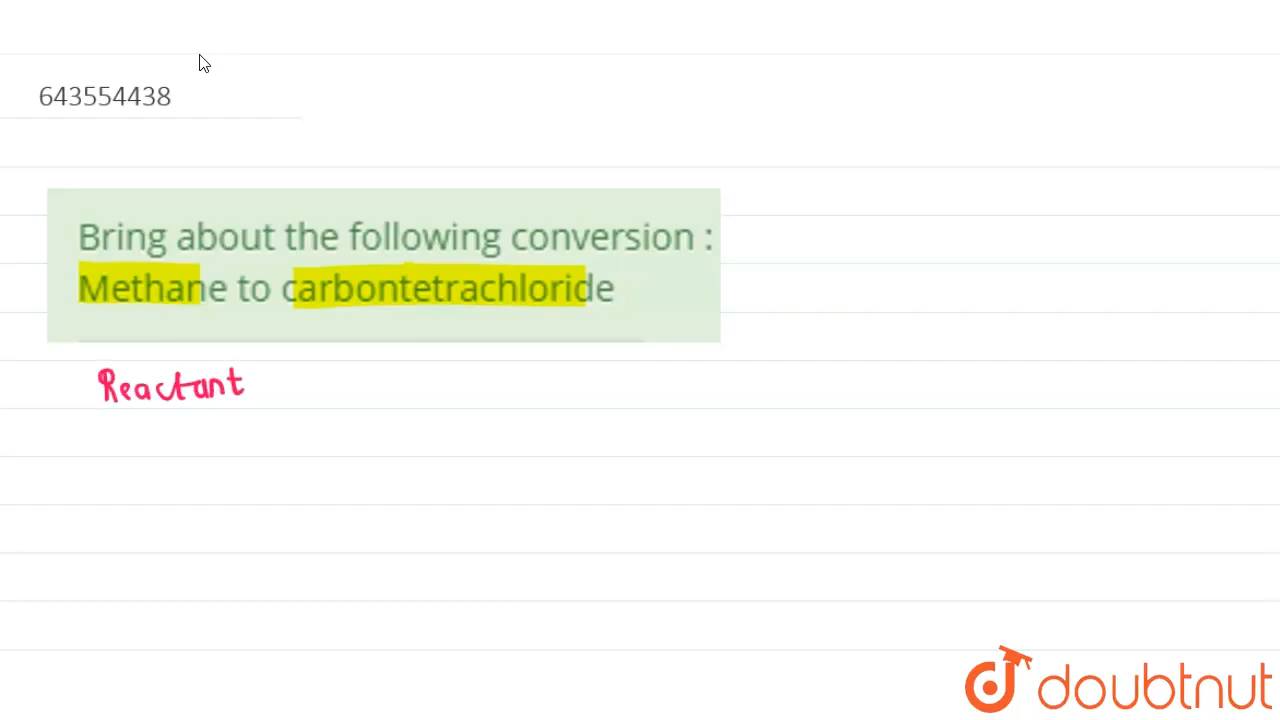 643554438
Bring about the following conversion :
Methane to carbontetrachloride
Reactant
doubtnut